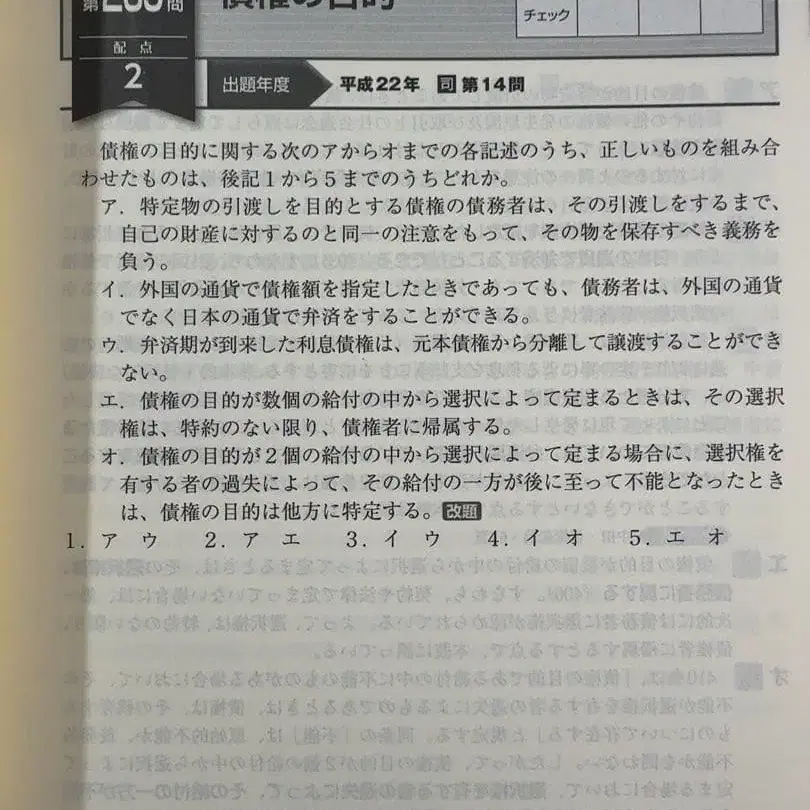 債権の目的
チェック
配点
2
出題年度 平成22年 司 第14問
債権の目的に関する次のアからオまでの各記述のうち、正しいものを組み合
わせたものは、後記1から5までのうちどれか。
ア．特定物の引渡しを目的とする債権の債務者は、その引渡しをするまで、
自己の財産に対するのと同一の注意をもって、その物を保存すべき義務を
負う。
イ．外国の通貨で債権額を指定したときであっても、債務者は、外国の通貨
でなく日本の通貨で弁済をすることができる。
ウ．弁済期が到来した利息債権は、元本債権から分離して譲渡することができ
ない。
エ．債権の目的が数個の給付の中から選択によって定まるときは、その選択
権は、特約のない限り、債権者に帰属する。
オ．債権の目的が2個の給付の中から選択によって定まる場合に、選択権を
有する者の過失によって、その給付の一方が後に至って不能となったとき
は、債権の目的は他方に特定する。改題
1．ア ウ 2．ア エ 3．イ ウ 4．イ オ 5．エ オ